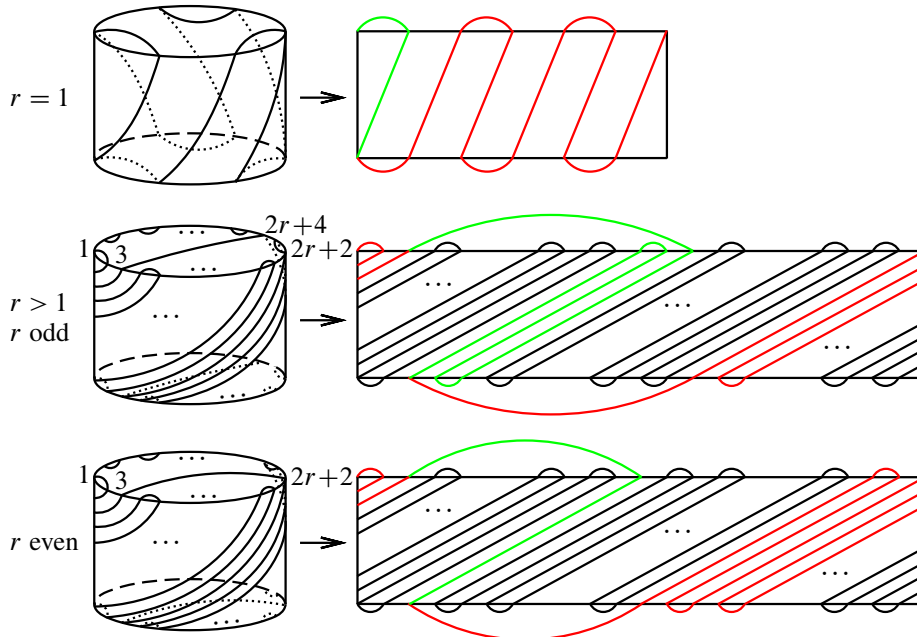 r = 1
2r+4
1 3 ... 2r+2
r > 1
r odd
1 3 2r+2
r even